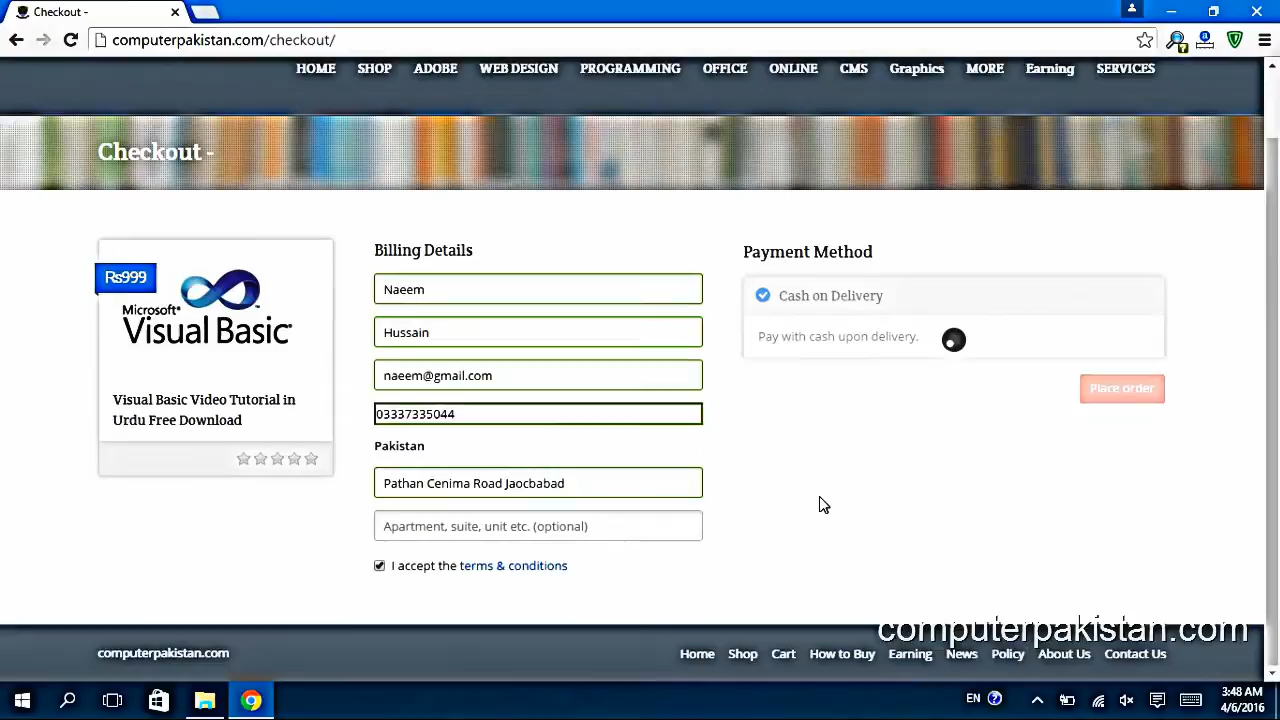 Checkout -
computerpakistan.com/checkout/
HOME SHOP ADOBE WEB DESIGN PROGRAMMING OFFICE ONLINE CMS Graphics MORE Earning SERVICES
Checkout -
Rs999
Microsoft®
Visual Basic®
Visual Basic Video Tutorial in
Urdu Free Download
Billing Details
Naeem
Hussain
naeem@gmail.com
03337335044
Pakistan
Pathan Cenima Road Jaocbabad
Apartment, suite, unit etc. (optional)
I accept the terms & conditions
Payment Method
Cash on Delivery
Pay with cash upon delivery.
Place order
computerpakistan.com
computerpakistan.com
Home Shop Cart How to Buy Earning News Policy About Us Contact Us
EN
3:48 AM
4/6/2016